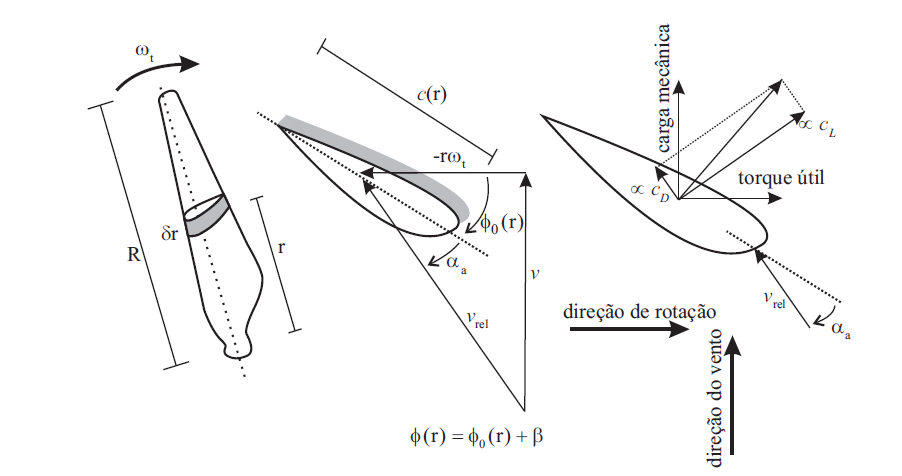 ωt
R
δr
r
c(r)
-rωt
ϕ0(r)
αa
v
vrel
ϕ(r) = ϕ0(r) + β
carga mecânica
∝ cL
∝ cD
torque útil
vrel
αa
direção de rotação
direção do vento